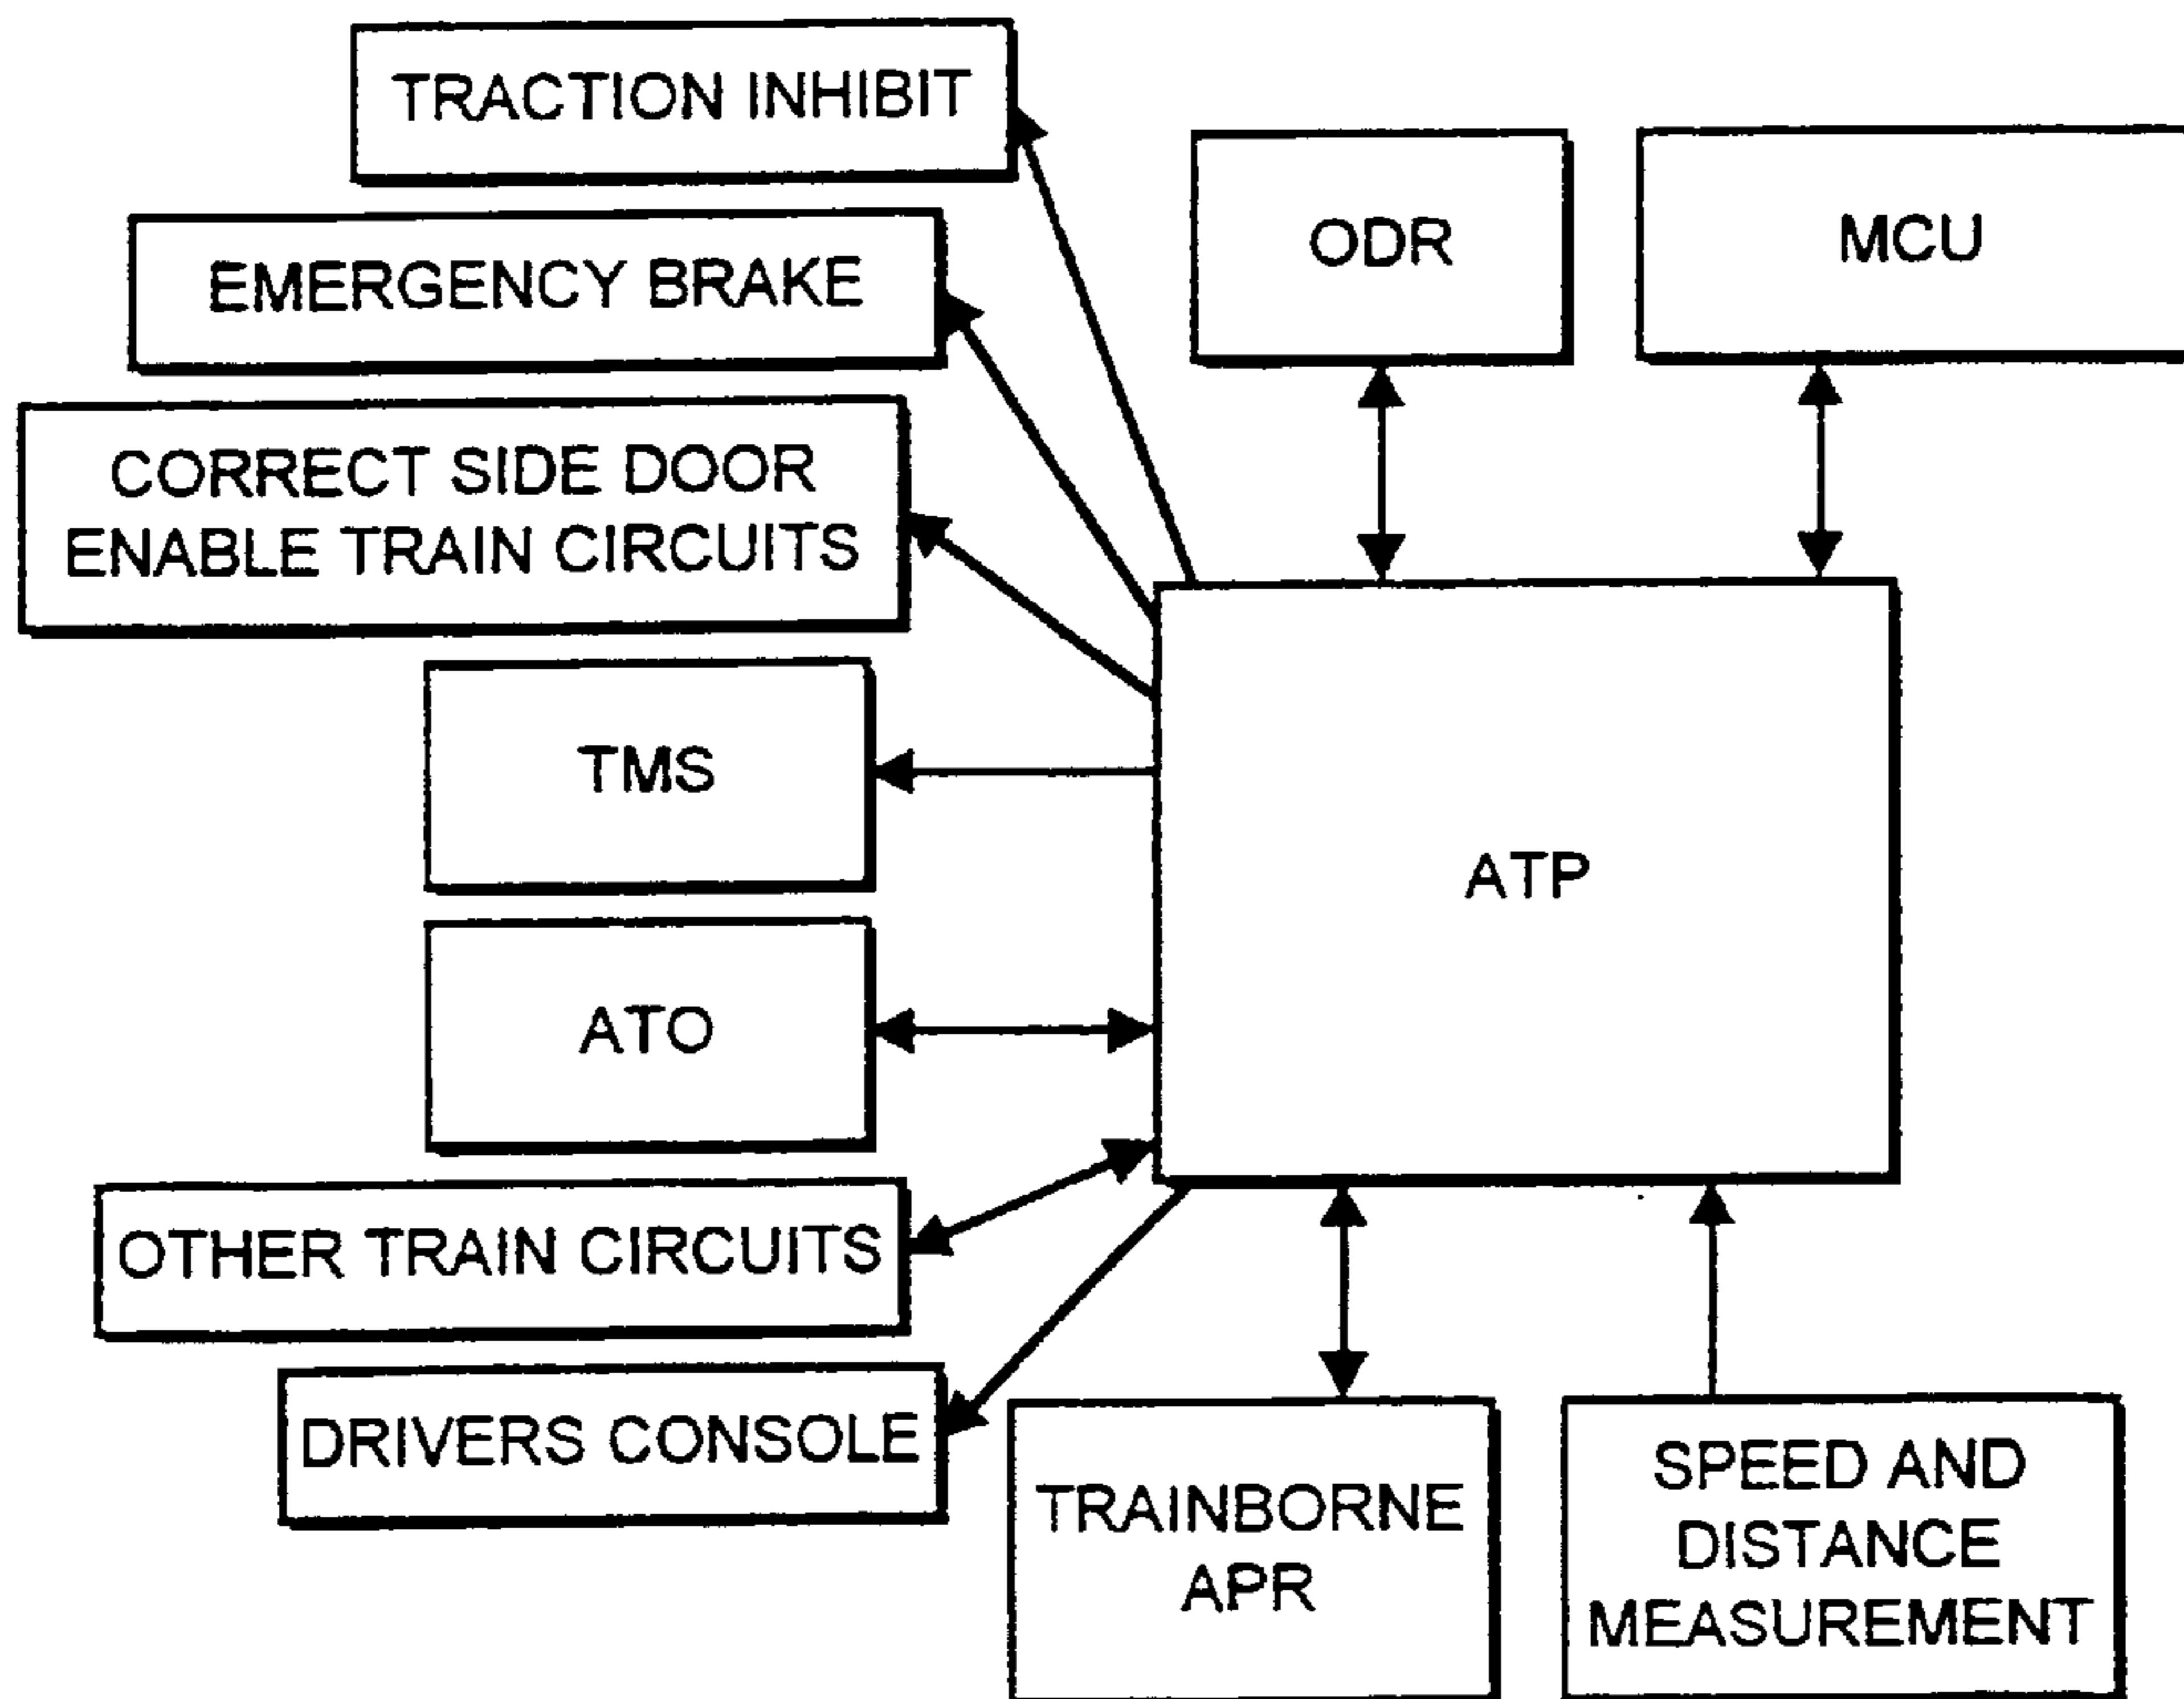 TRACTION INHIBIT
ODR
MCU
EMERGENCY BRAKE
CORRECT SIDE DOOR
ENABLE TRAIN CIRCUITS
TMS
ATP
ATO
OTHER TRAIN CIRCUITS
DRIVERS CONSOLE
TRAINBORNE
APR
SPEED AND
DISTANCE
MEASUREMENT